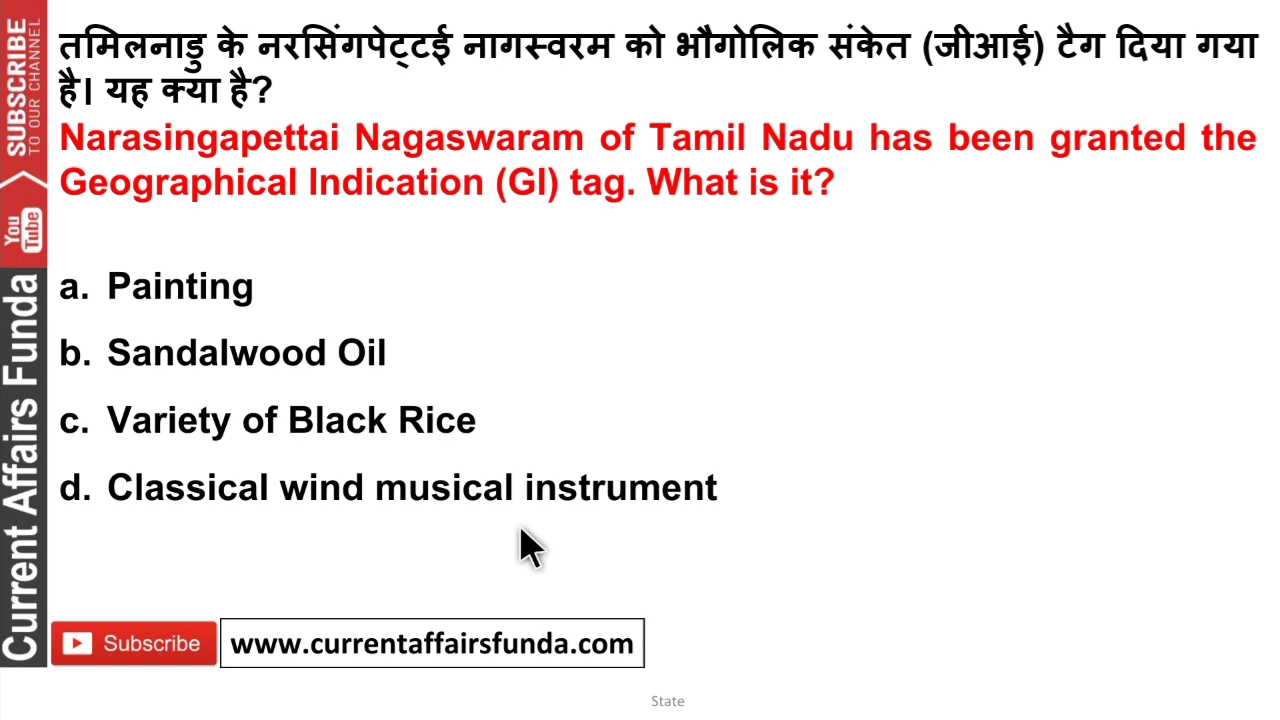 तमिलनाडु के नरसिंगपेट्टई नागस्वरम को भौगोलिक संकेत (जीआई) टैग दिया गया
है। यह क्या है?
Narasingapettai Nagaswaram of Tamil Nadu has been granted the
Geographical Indication (GI) tag. What is it?
a. Painting
b. Sandalwood Oil
c. Variety of Black Rice
d. Classical wind musical instrument
SUBSCRIBE
TO OUR CHANNEL
You
Tube
Current Affairs Funda
Subscribe
www.currentaffairsfunda.com
State